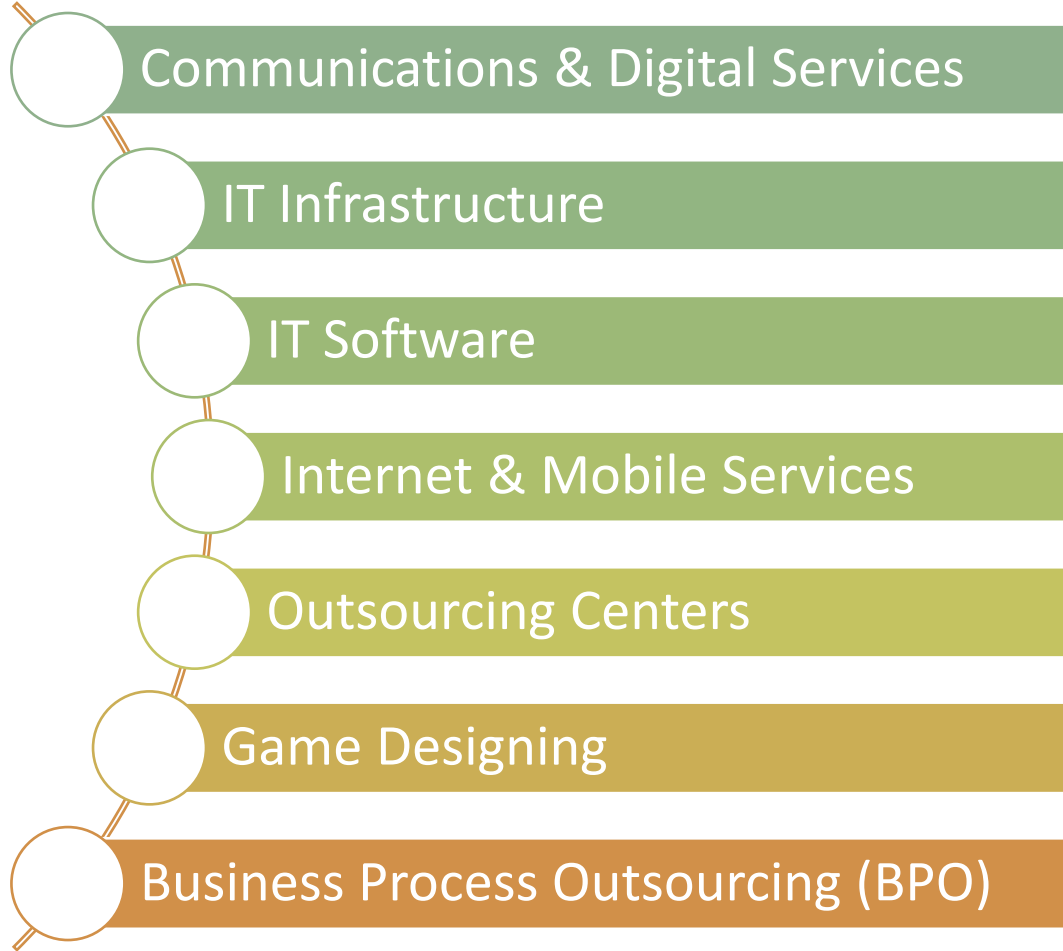 Communications & Digital Services
IT Infrastructure
IT Software
Internet & Mobile Services
Outsourcing Centers
Game Designing
Business Process Outsourcing (BPO)